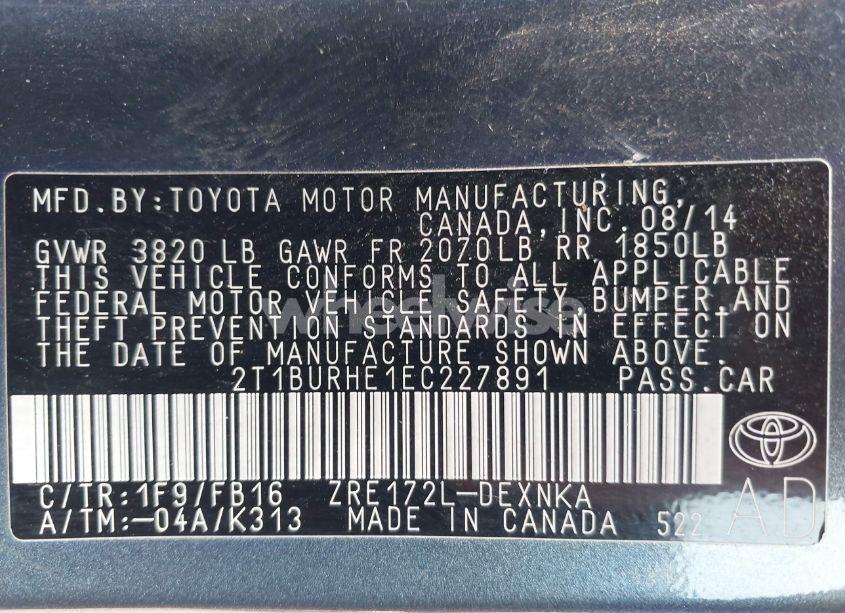 MFD.BY:TOYOTA MOTOR MANUFACTURING,
CANADA,INC.08/14
GVWR 3820 LB GAWR FR 2070LB RR 1850LB
THIS VEHICLE CONFORMS TO ALL APPLICABLE
FEDERAL MOTOR VEHICLE SAFETY,BUMPER,AND
THEFT PREVENTION STANDARDS IN EFFECT ON
THE DATE OF MANUFACTURE SHOWN ABOVE.
2T1BURHE1EC227891 PASS.CAR
C/TR:1F9/FB16 ZRE172L-DEXNKA
A/TM:-04A/K313 MADE IN CANADA 522 AD
wheelwise